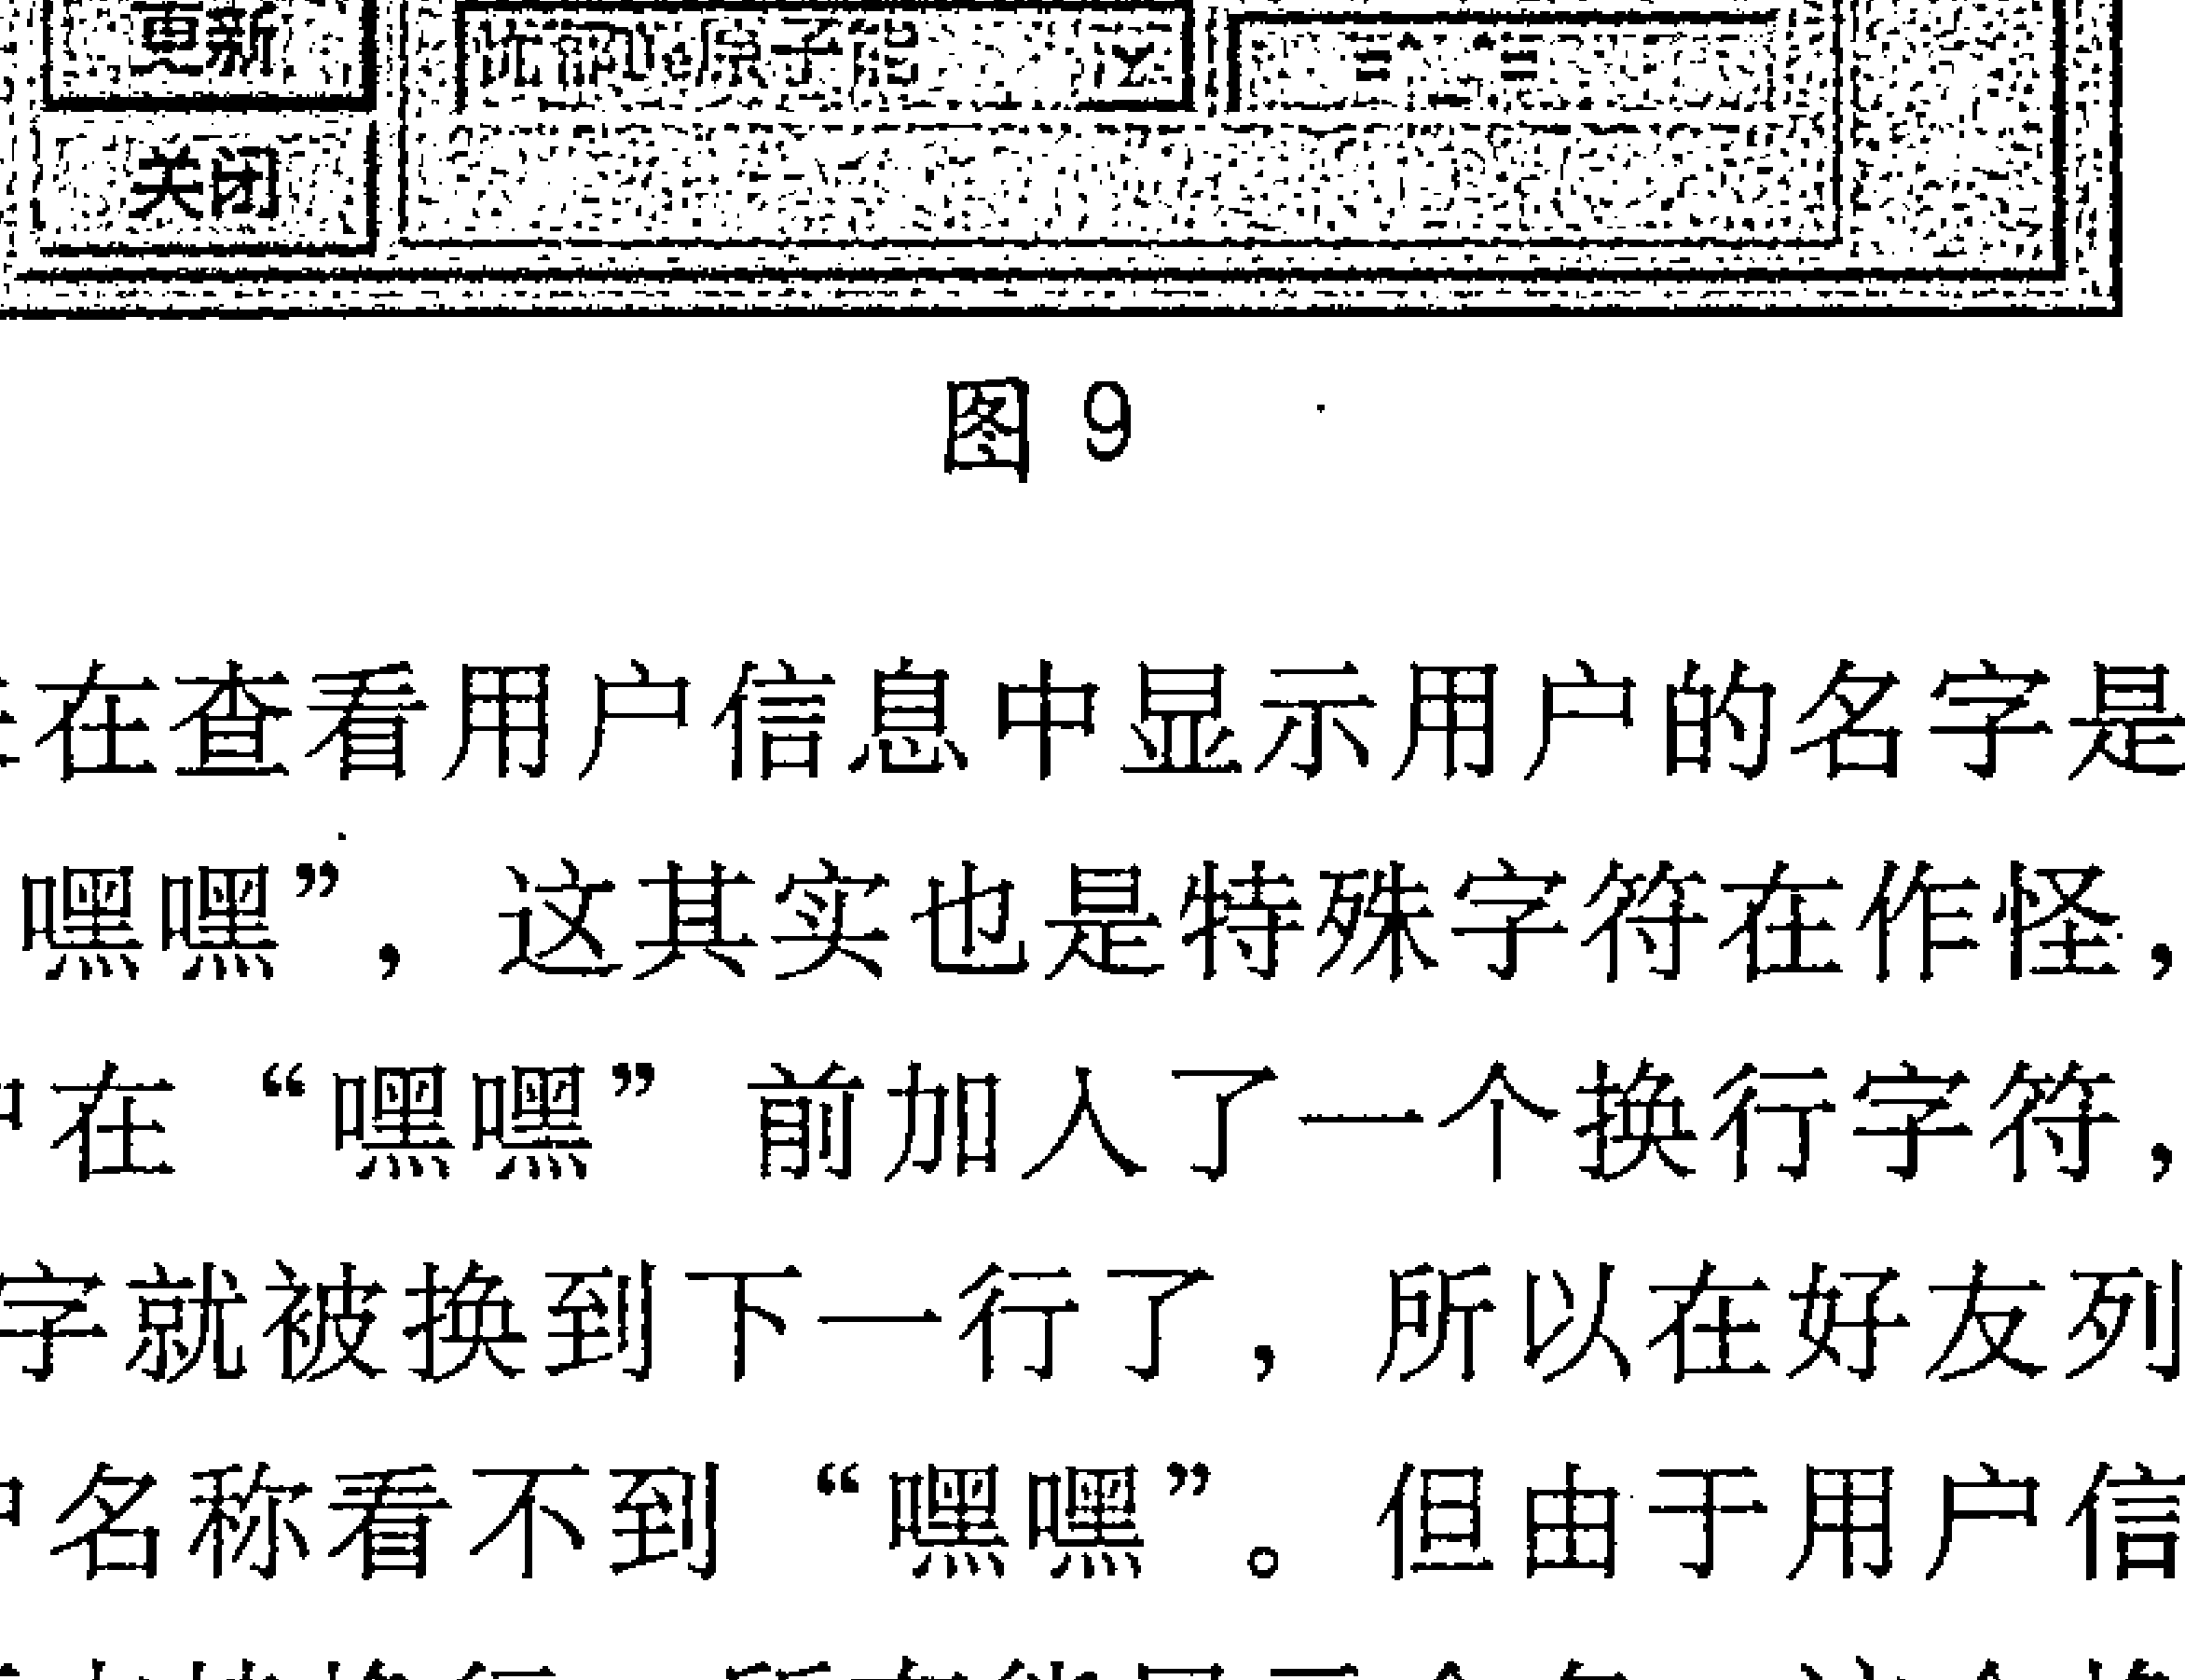 更新
原子能
关闭
图 9
在查看用户信息中显示用户的名字是
嘿嘿”，这其实也是特殊字符在作怪，
在“嘿嘿”前加入了一个换行字符，
字就被换到下一行了，所以在好友列
名称看不到“嘿嘿”。但由于用户信